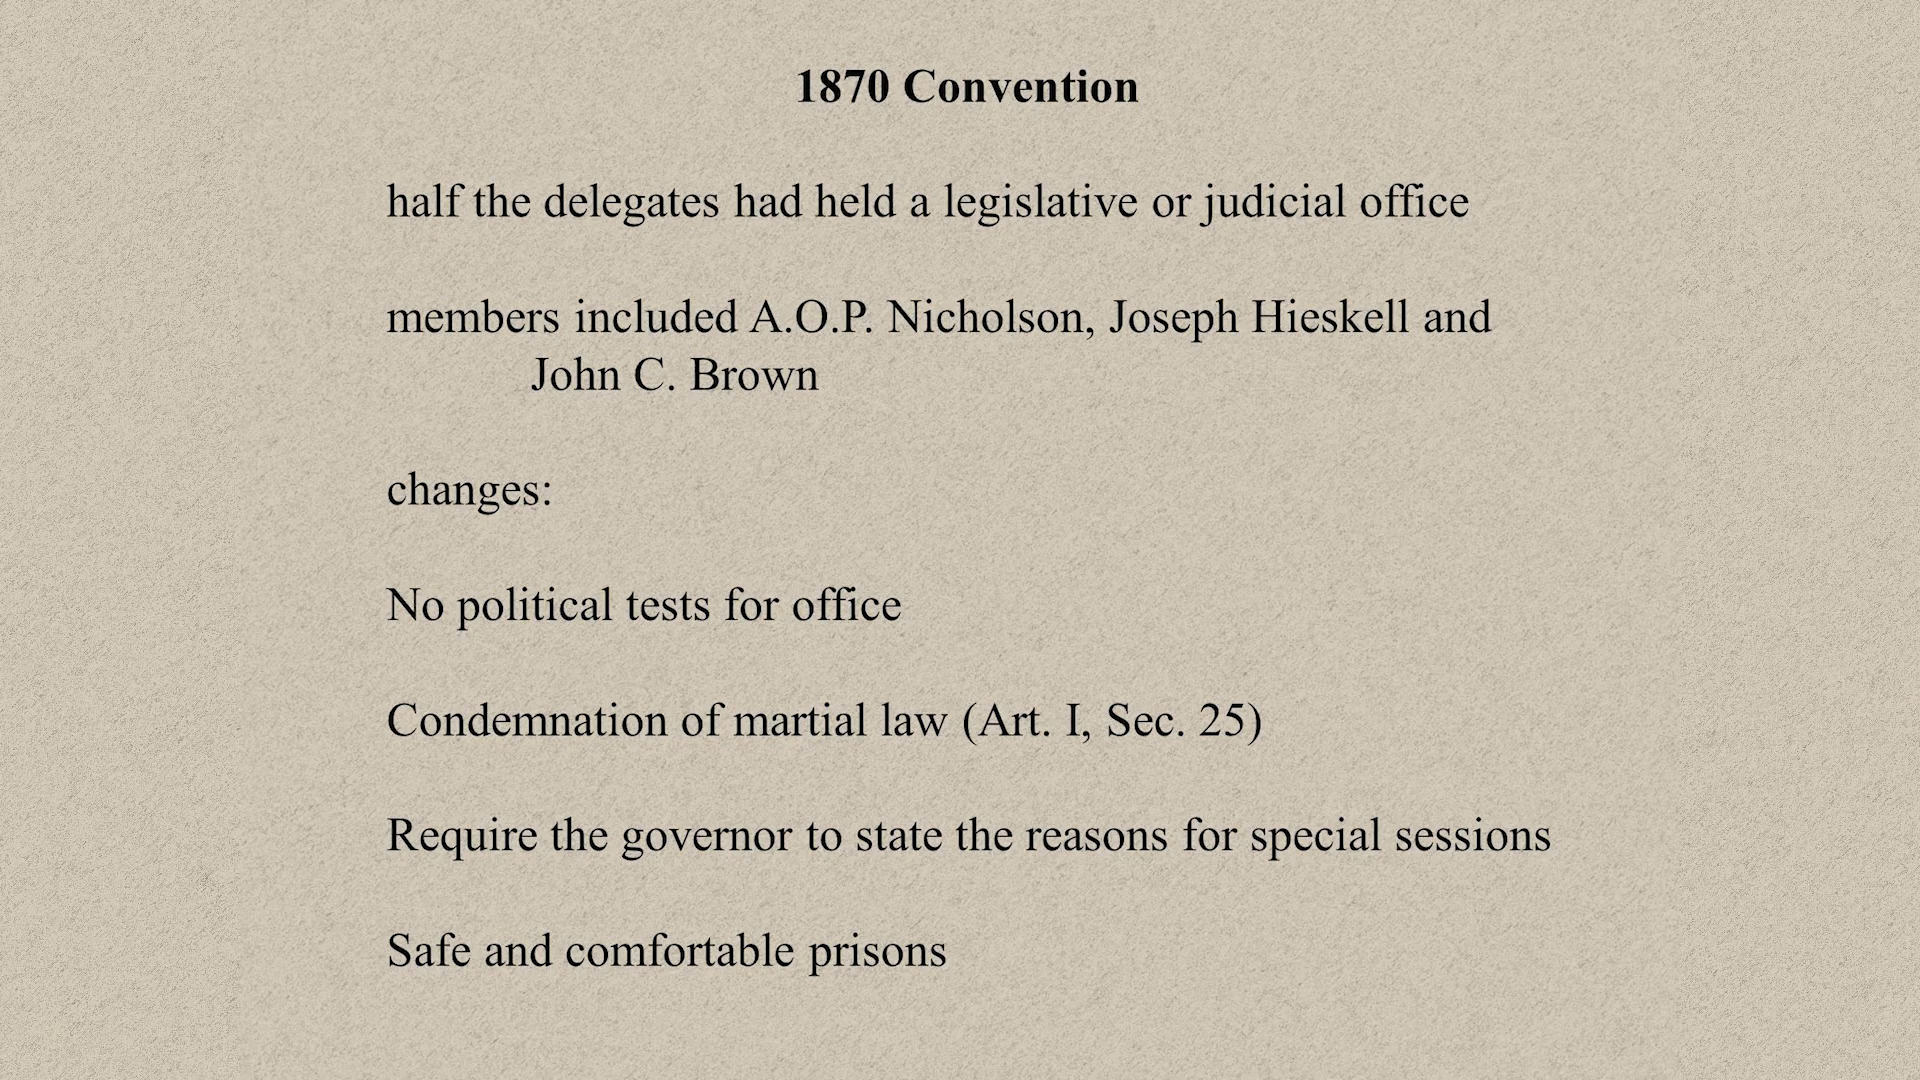 1870 Convention
half the delegates had held a legislative or judicial office
members included A.O.P. Nicholson, Joseph Hieskell and
John C. Brown
changes:
No political tests for office
Condemnation of martial law (Art. I, Sec. 25)
Require the governor to state the reasons for special sessions
Safe and comfortable prisons